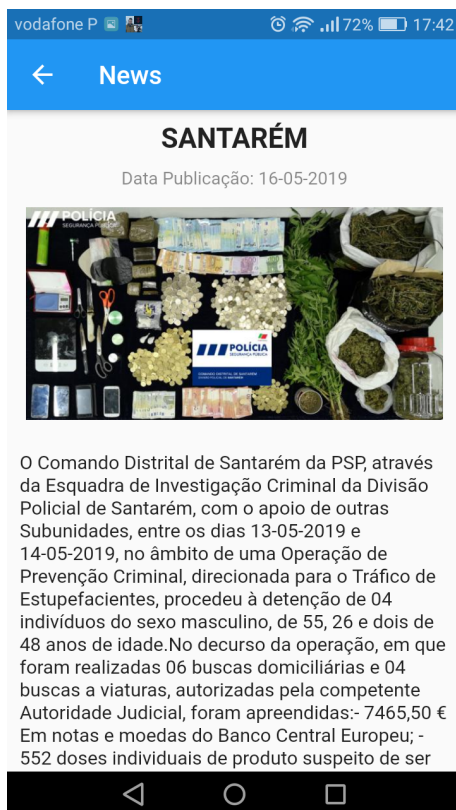 vodafone P 72% 17:42
News
SANTARÉM
Data Publicação: 16-05-2019
POLÍCIA
SEGURANÇA PÚBLICA
POLÍCIA
SEGURANÇA PÚBLICA
COMANDO DISTRITAL DE SANTARÉM
O Comando Distrital de Santarém da PSP, através
da Esquadra de Investigação Criminal da Divisão
Policial de Santarém, com o apoio de outras
Subunidades, entre os dias 13-05-2019 e
14-05-2019, no âmbito de uma Operação de
Prevenção Criminal, direcionada para o Tráfico de
Estupefacientes, procedeu à detenção de 04
indivíduos do sexo masculino, de 55, 26 e dois de
48 anos de idade.No decurso da operação, em que
foram realizadas 06 buscas domiciliárias e 04
buscas a viaturas, autorizadas pela competente
Autoridade Judicial, foram apreendidas:- 7465,50 €
Em notas e moedas do Banco Central Europeu; -
552 doses individuais de produto suspeito de ser